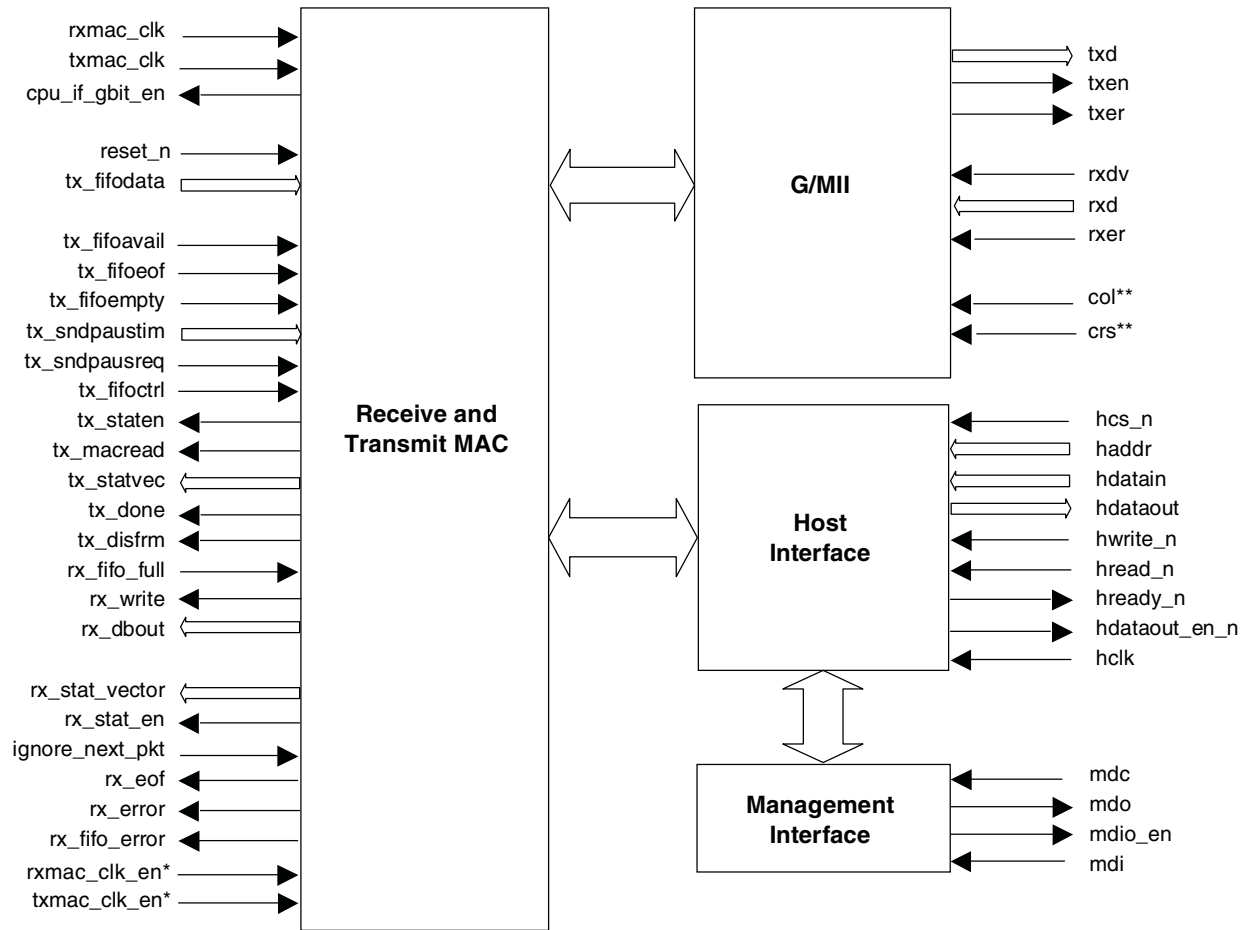 rxmac_clk
txmac_clk
cpu_if_gbit_en
reset_n
tx_fifodata
tx_fifoavail
tx_fifoeof
tx_fifoempty
tx_sndpaustim
tx_sndpausreq
tx_fifoctrl
tx_staten
tx_macread
tx_statvec
tx_done
tx_disfrm
rx_fifo_full
rx_write
rx_dbout
rx_stat_vector
rx_stat_en
ignore_next_pkt
rx_eof
rx_error
rx_fifo_error
rxmac_clk_en*
txmac_clk_en*
Receive and
Transmit MAC
G/MII
txd
txen
txer
rxdv
rxd
rxer
col**
crs**
Host
Interface
hcs_n
haddr
hdatain
hdataout
hwrite_n
hread_n
hready_n
hdataout_en_n
hclk
Management
Interface
mdc
mdo
mdio_en
mdi